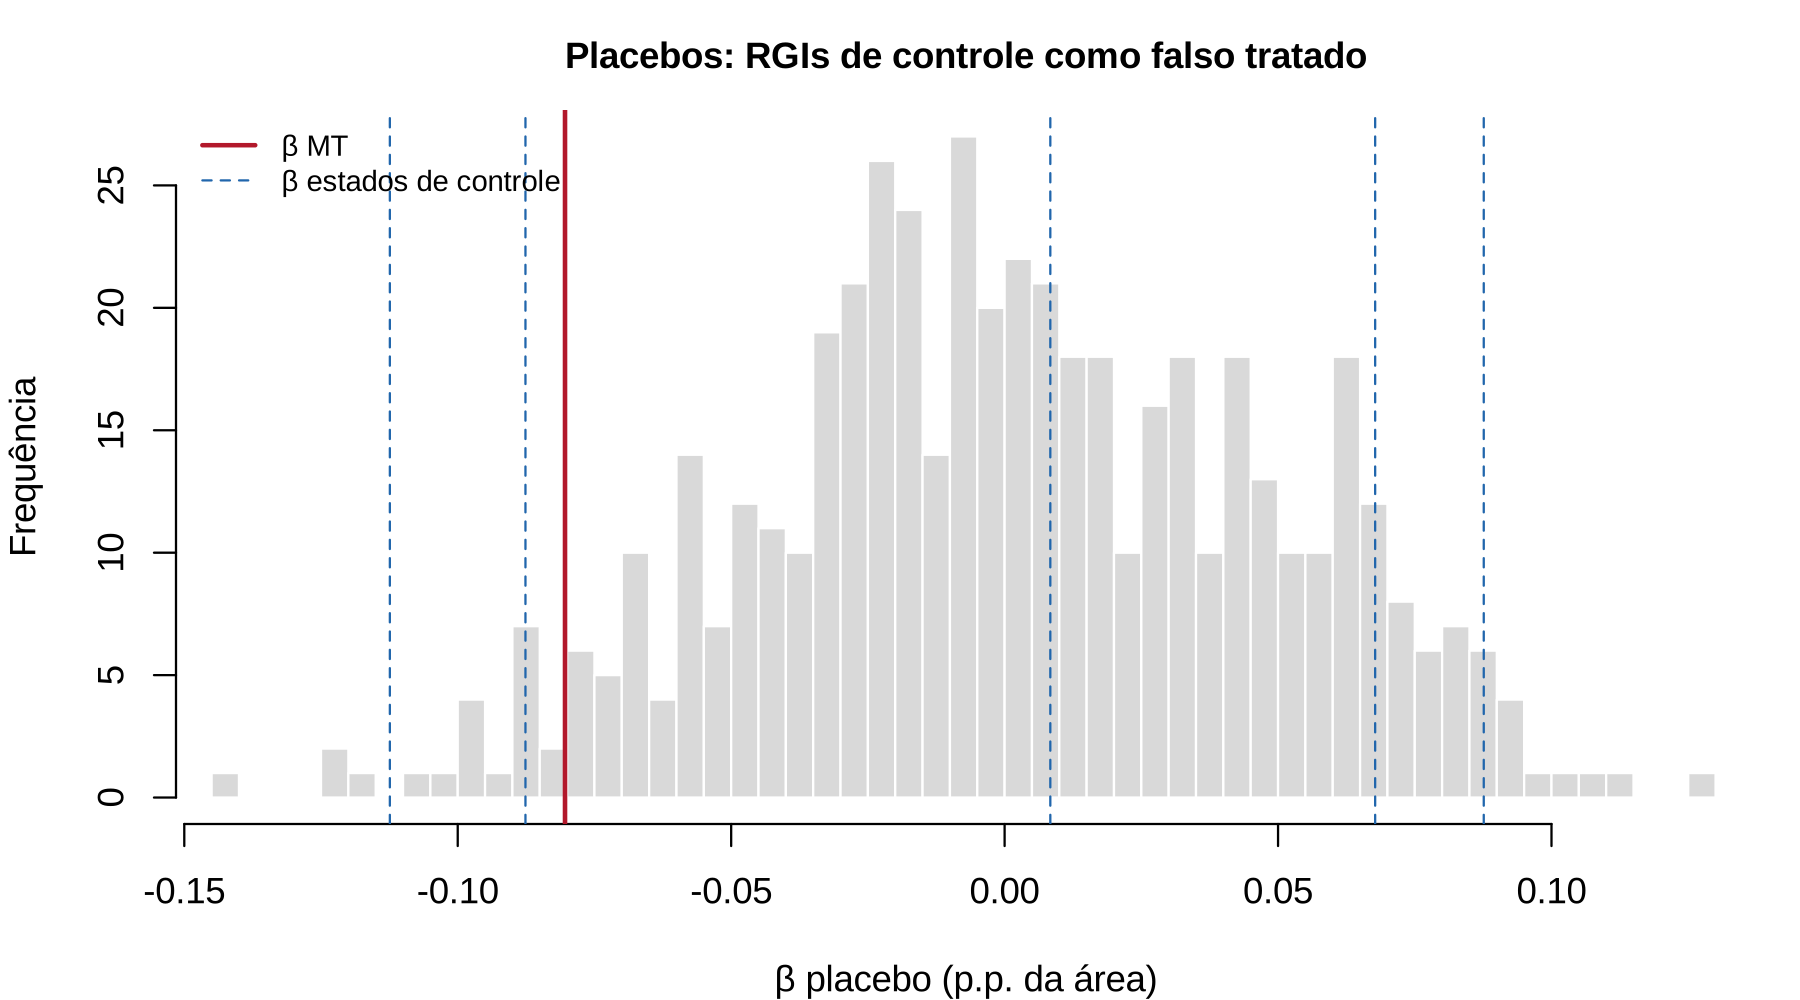 Placebos: RGIs de controle como falso tratado
β MT
β estados de controle
Frequência
25
20
15
10
5
0
-0.15 -0.10 -0.05 0.00 0.05 0.10
β placebo (p.p. da área)